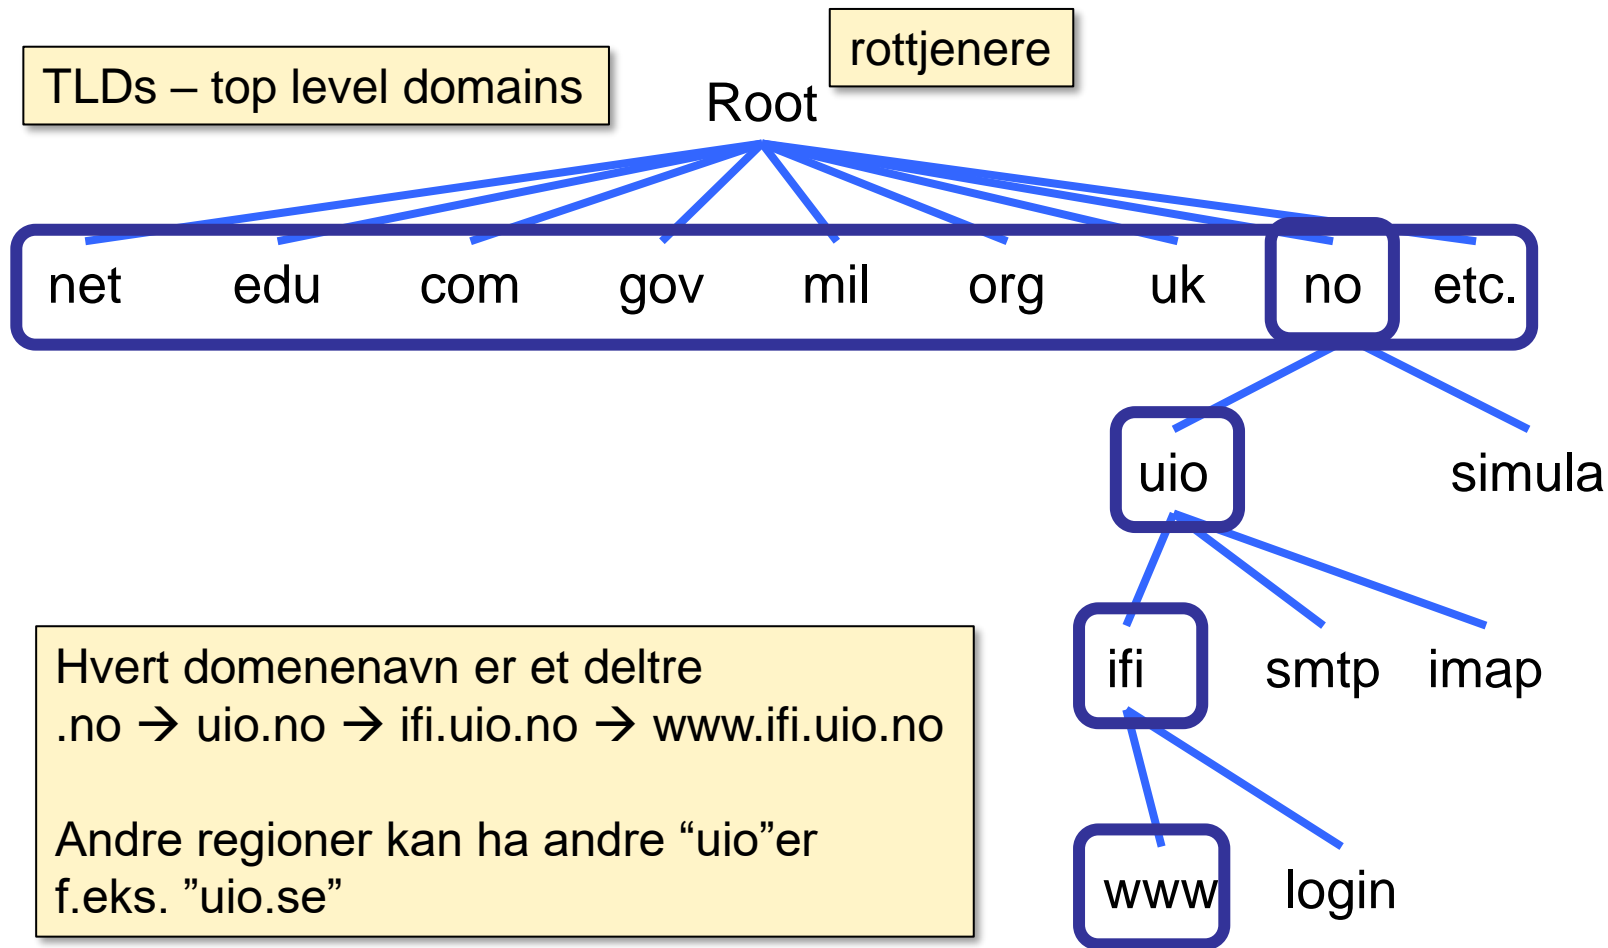 TLDs – top level domains
rottjenere
Root
net edu com gov mil org uk no etc.
uio simula
ifi smtp imap
www login
Hvert domenenavn er et deltre
.no → uio.no → ifi.uio.no → www.ifi.uio.no
Andre regioner kan ha andre “uio”er
f.eks. ”uio.se”